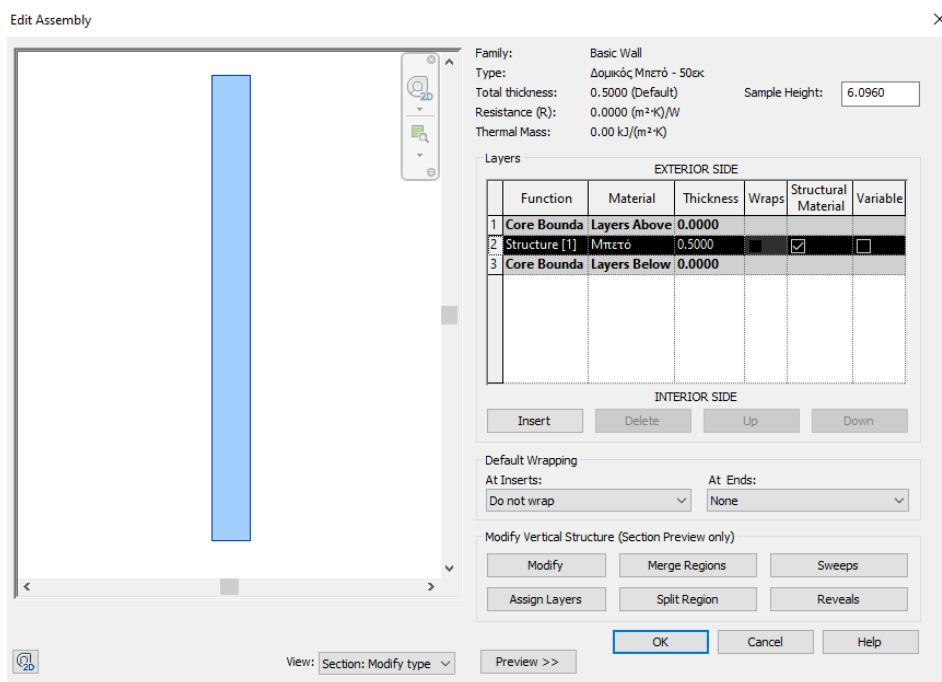 Edit Assembly
Family: Basic Wall
Type: Δομικός Μπετό - 50εκ
Total thickness: 0.5000 (Default) Sample Height: 6.0960
Resistance (R): 0.0000 (m²·K)/W
Thermal Mass: 0.00 kJ/(m²·K)
Layers
EXTERIOR SIDE
Function Material Thickness Wraps Structural Material Variable
1 Core Bounda Layers Above 0.0000
2 Structure [1] Μπετό 0.5000
3 Core Bounda Layers Below 0.0000
INTERIOR SIDE
Insert Delete Up Down
Default Wrapping
At Inserts: At Ends:
Do not wrap None
Modify Vertical Structure (Section Preview only)
Modify Merge Regions Sweeps
Assign Layers Split Region Reveals
OK Cancel Help
View: Section: Modify type Preview >>
2D
2D